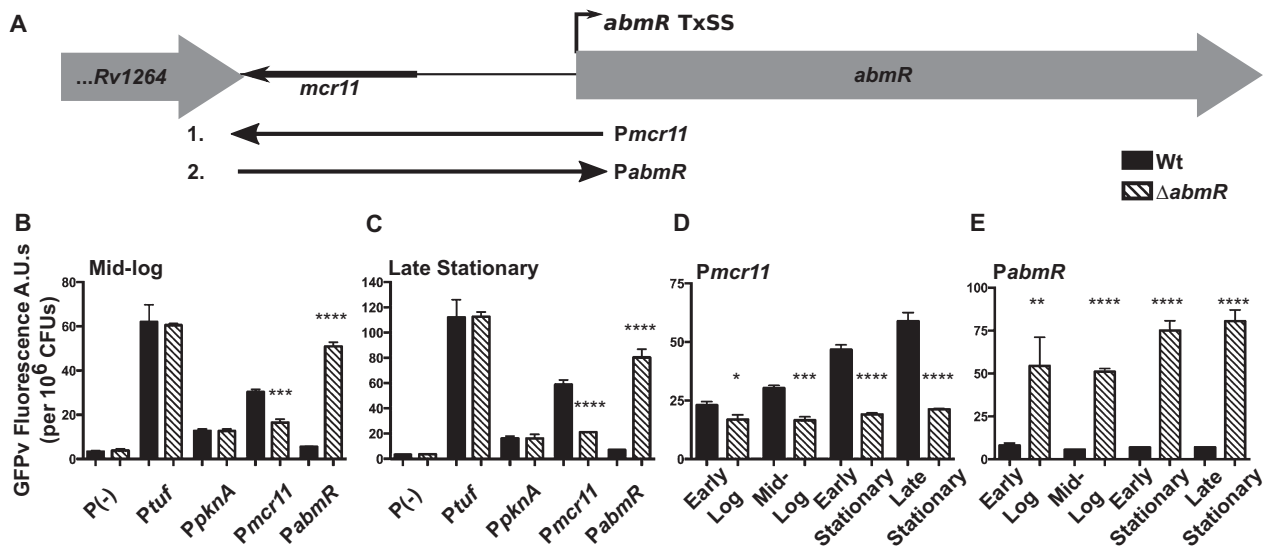 A
abmR TxSS
...Rv1264
mcr11
abmR
1.
Pmcr11
2.
PabmR
Wt
ΔabmR
B
C
D
E
GFPv Fluorescence A.U.s
(per 10⁶ CFUs)
Mid-log
80
60
40
20
0
***
****
P(-)
Ptuf
PpknA
Pmcr11
PabmR
Late Stationary
140
120
100
80
60
40
20
0
****
****
P(-)
Ptuf
PpknA
Pmcr11
PabmR
Pmcr11
75
50
25
0
*
***
****
****
Early
Log
Mid-
Log
Early
Stationary
Late
Stationary
PabmR
100
75
50
25
0
**
****
****
****
Early
Log
Mid-
Log
Early
Stationary
Late
Stationary